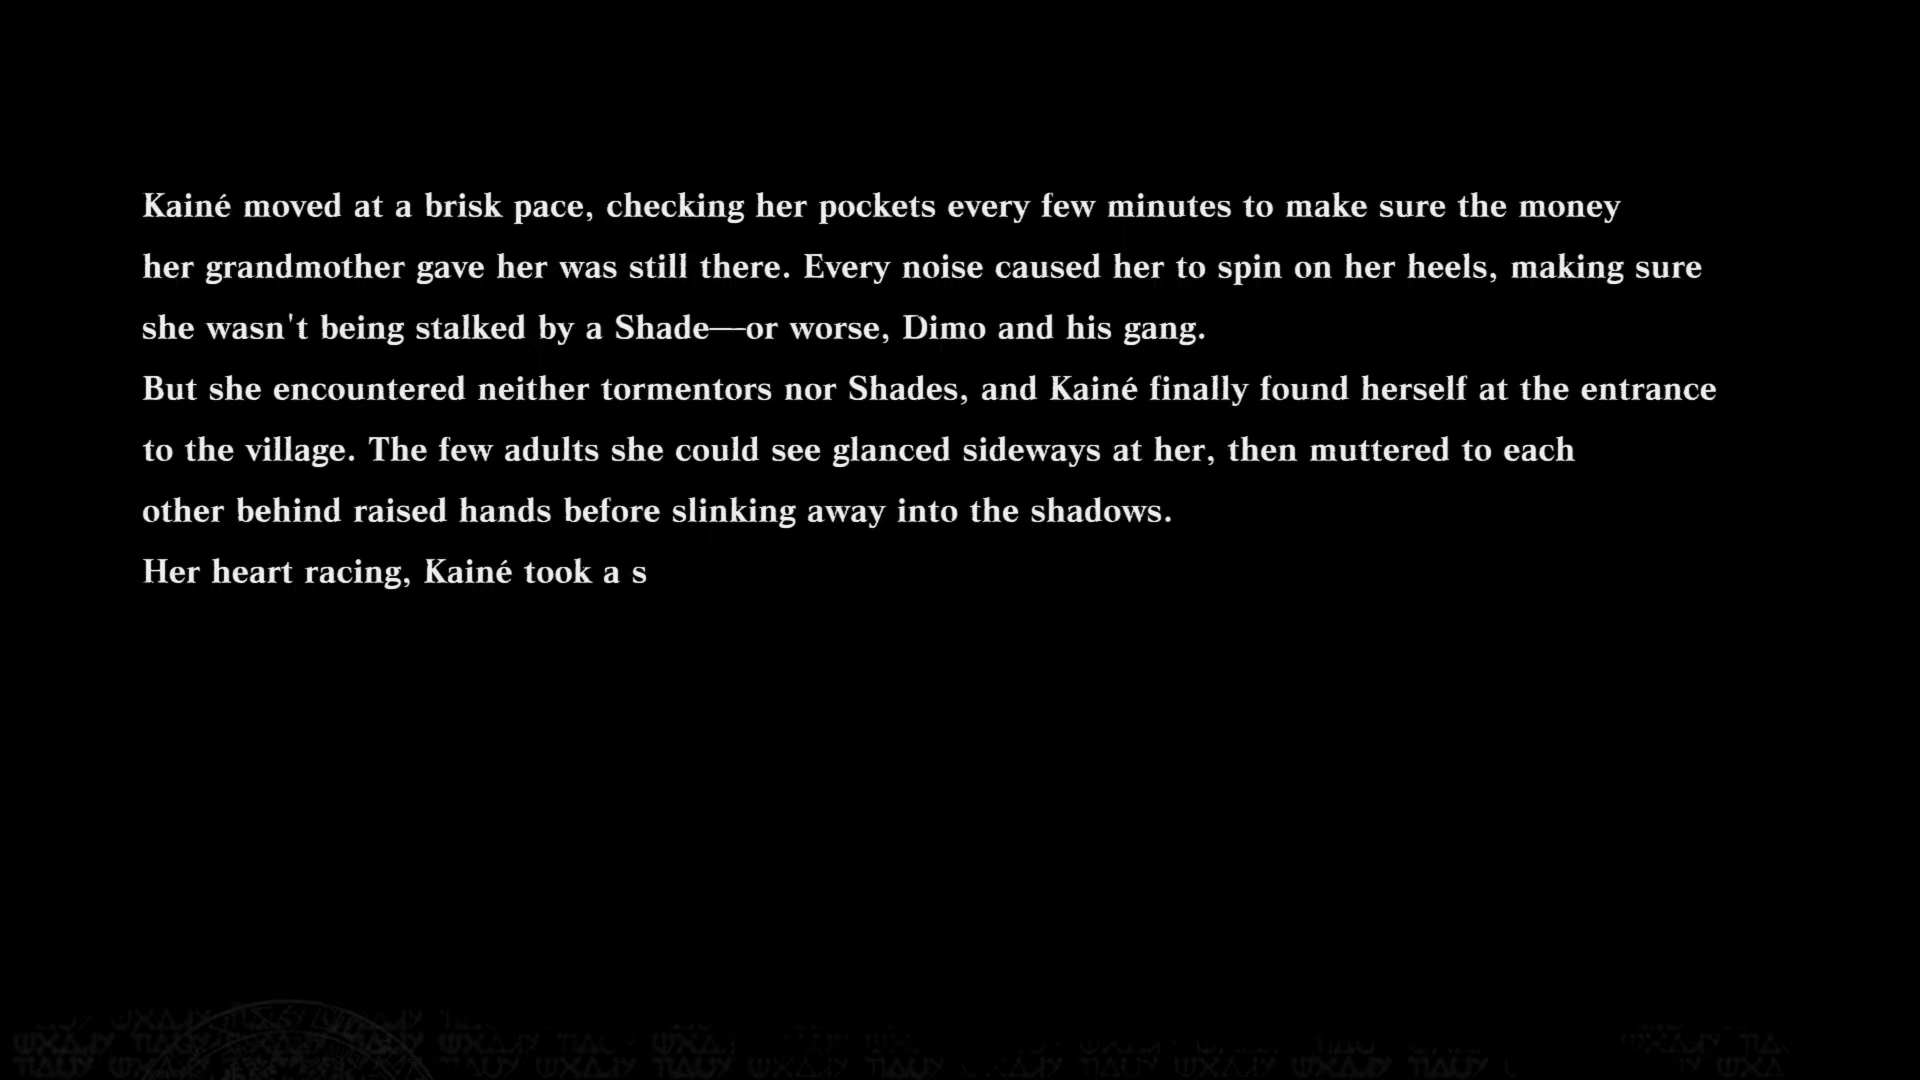 Kainé moved at a brisk pace, checking her pockets every few minutes to make sure the money
her grandmother gave her was still there. Every noise caused her to spin on her heels, making sure
she wasn't being stalked by a Shade—or worse, Dimo and his gang.
But she encountered neither tormentors nor Shades, and Kainé finally found herself at the entrance
to the village. The few adults she could see glanced sideways at her, then muttered to each
other behind raised hands before slinking away into the shadows.
Her heart racing, Kainé took a s